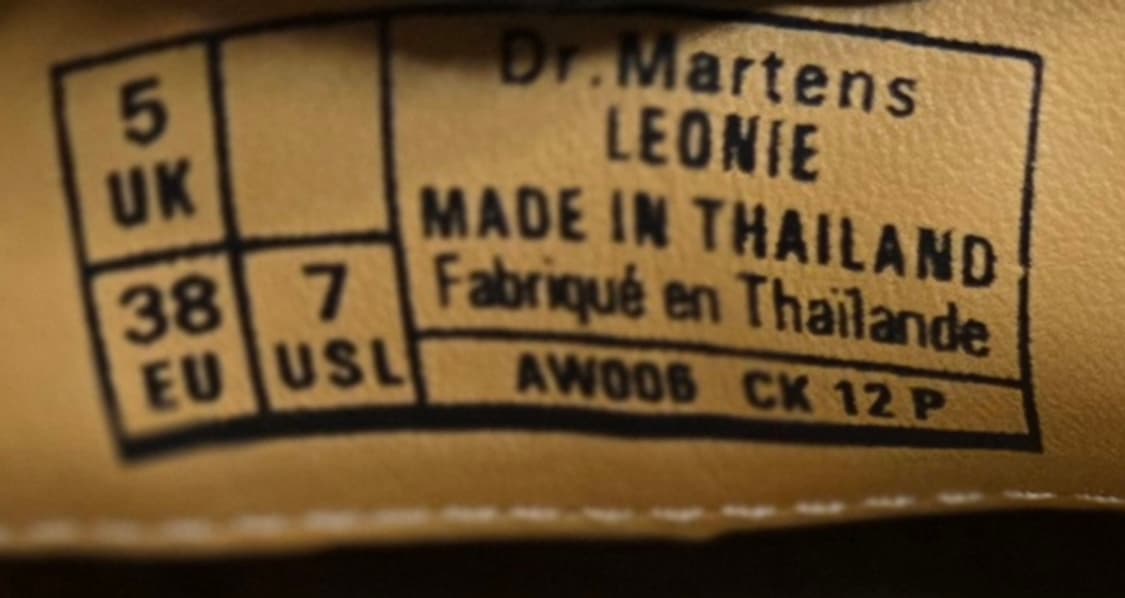 5
UK
38
EU
7
USL
Dr. Martens
LEONIE
MADE IN THAILAND
Fabriqué en Thaïlande
AW006 CK 12 P